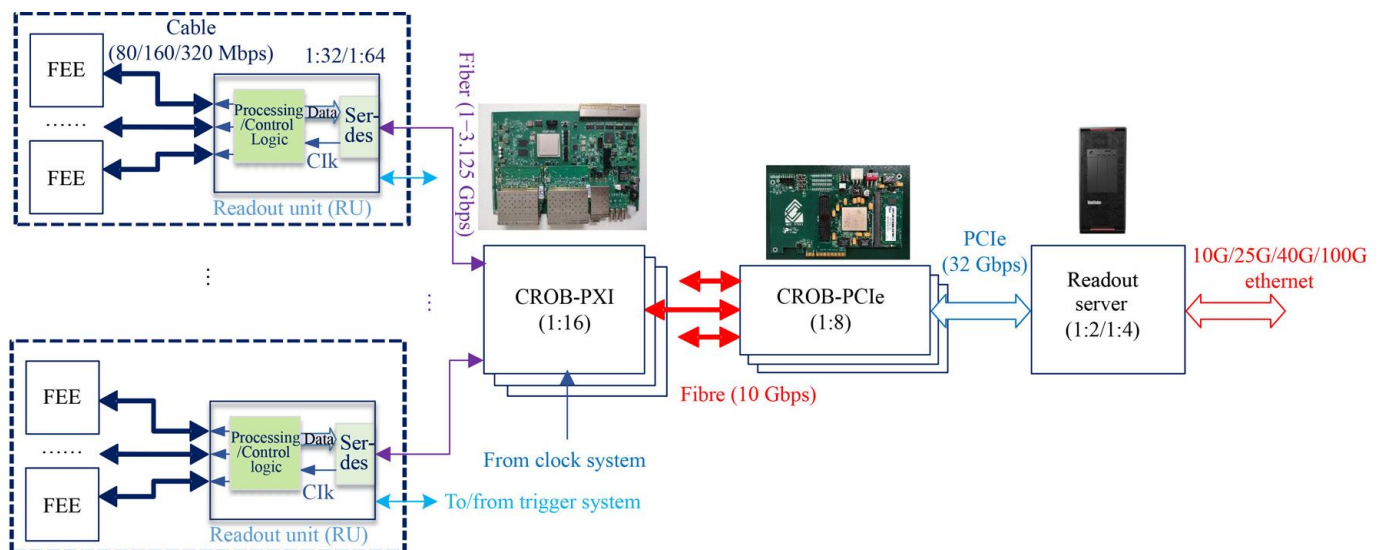 Cable
(80/160/320 Mbps)
1:32/1:64
FEE
……
FEE
Processing
/Control
Logic
Data
Ser-
des
CIk
Readout unit (RU)
Fiber (1–3.125 Gbps)
⋮
⋮
FEE
……
FEE
Processing
/Control
logic
Data
Ser-
des
CIk
Readout unit (RU)
CROB-PXI
(1:16)
From clock system
To/from trigger system
Fibre (10 Gbps)
CROB-PCIe
(1:8)
PCIe
(32 Gbps)
Readout
server
(1:2/1:4)
10G/25G/40G/100G
ethernet